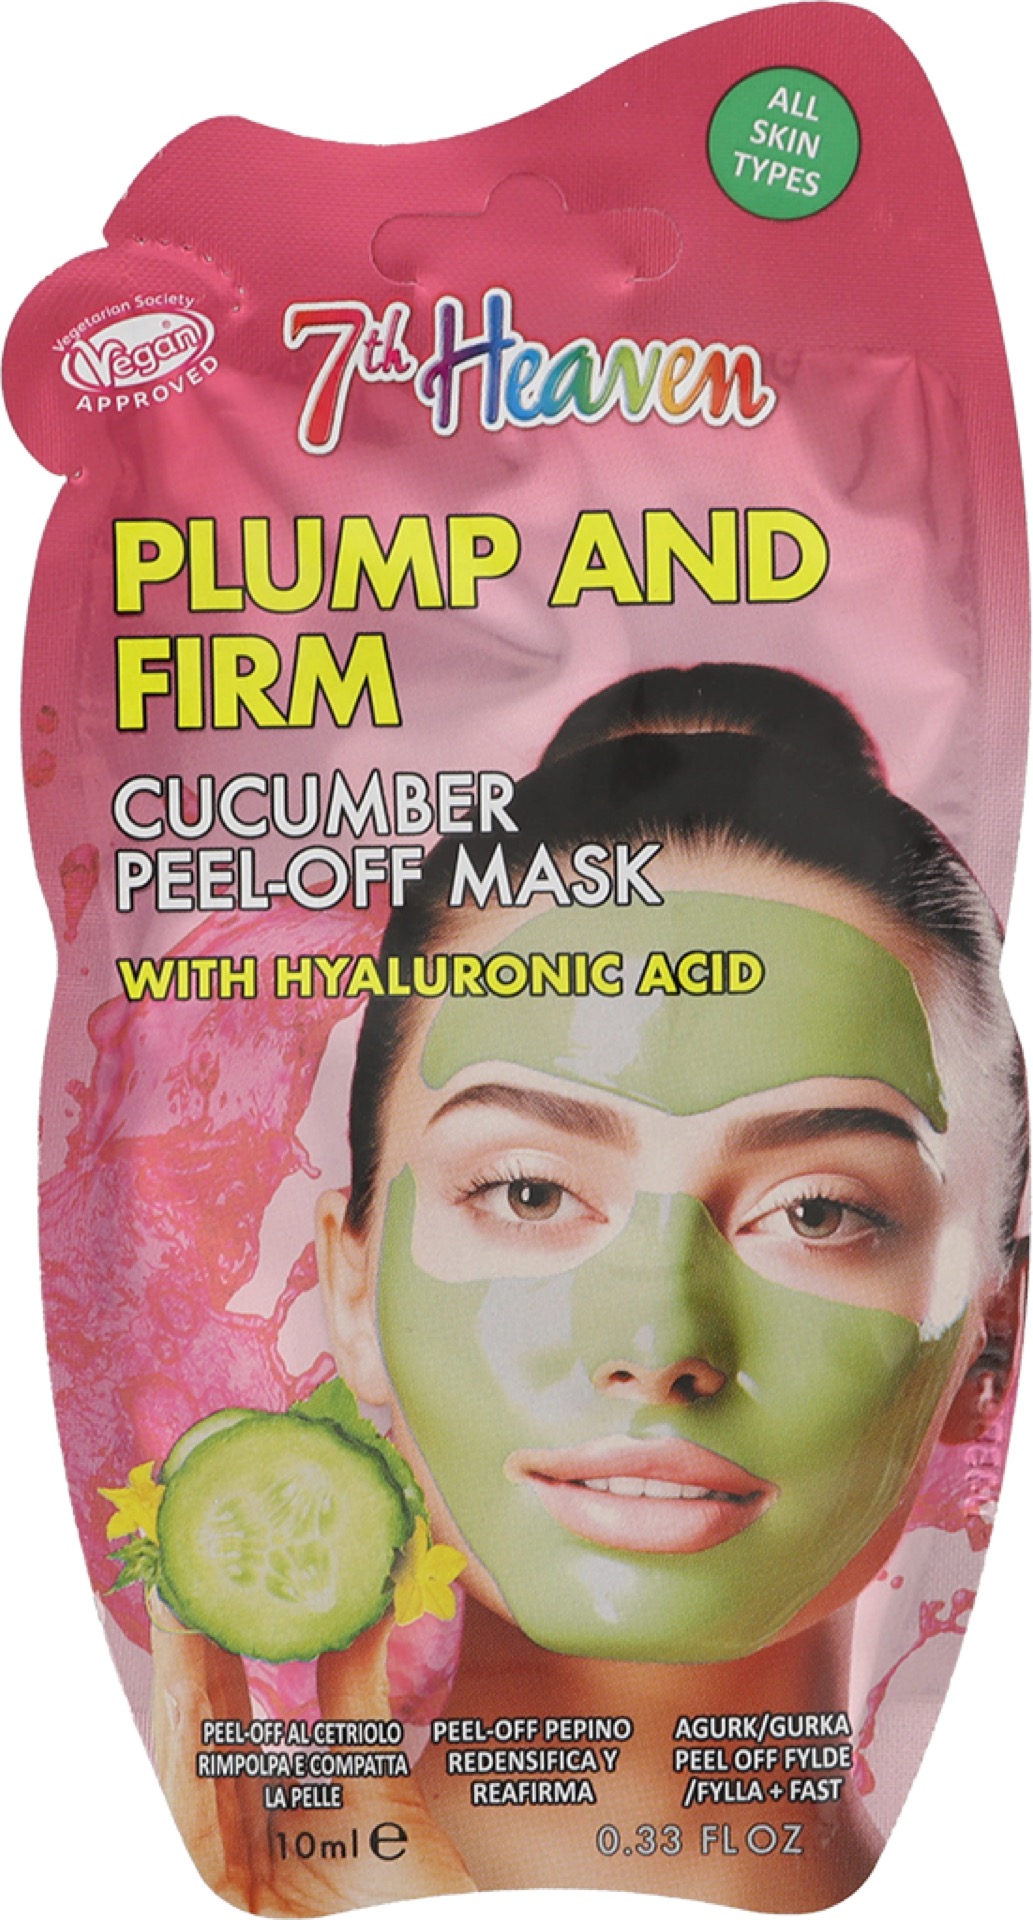 ALL
SKIN
TYPES
Vegetarian Society
Vegan
APPROVED
7th Heaven
PLUMP AND
FIRM
CUCUMBER
PEEL-OFF MASK
WITH HYALURONIC ACID
PEEL-OFF AL CETRIOLO
RIMPOLPA E COMPATTA
LA PELLE
PEEL-OFF PEPINO
REDENSIFICA Y
REAFIRMA
AGURK/GURKA
PEEL OFF FYLDE
/FYLLA + FAST
10ml e
0.33 FL OZ